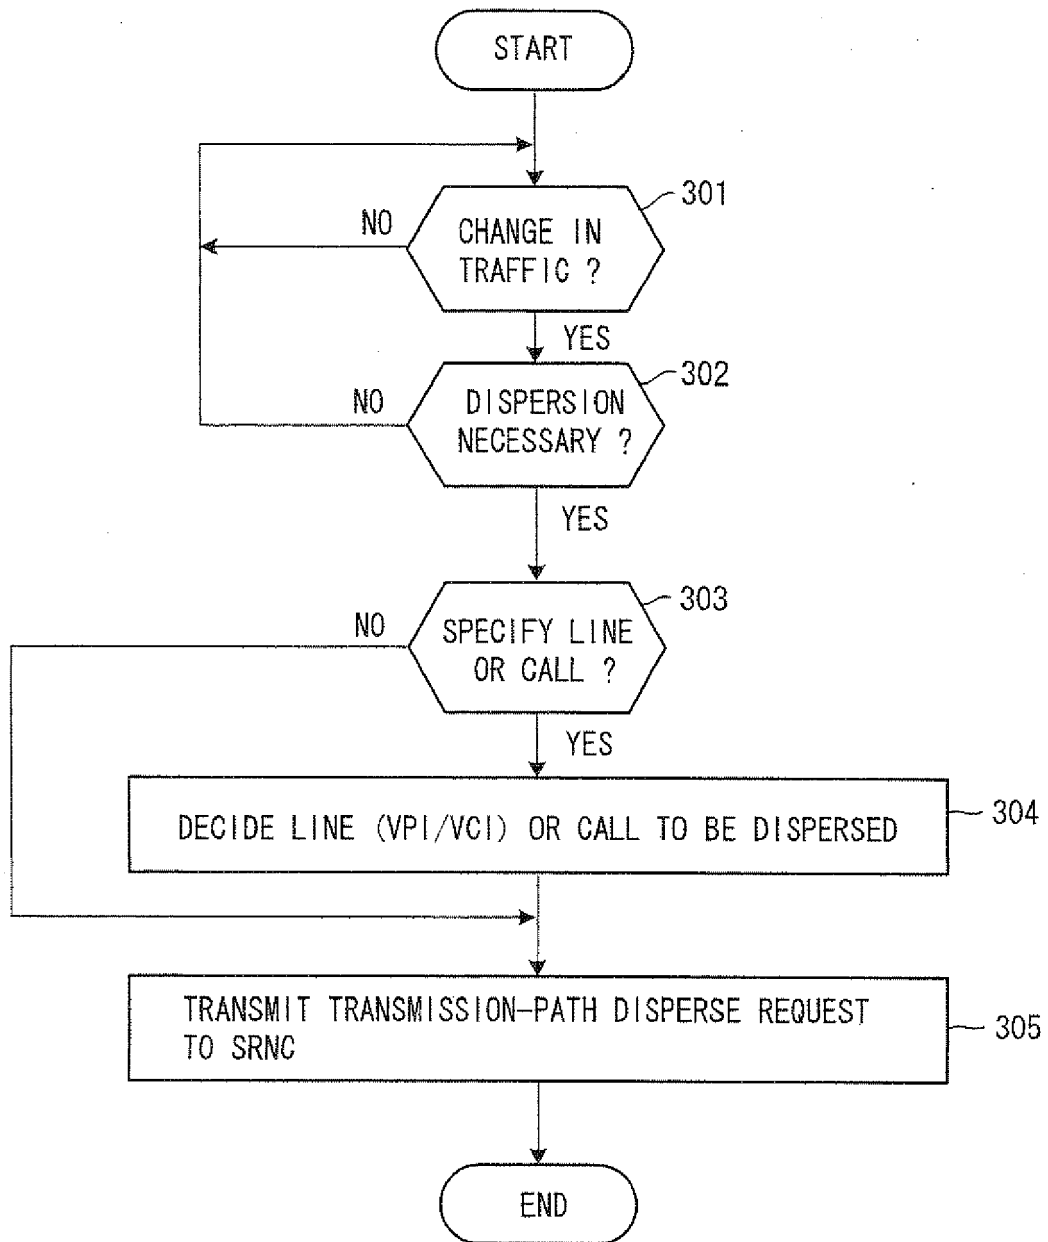 START
301
NO
CHANGE IN
TRAFFIC ?
YES
302
NO
DISPERSION
NECESSARY ?
YES
303
NO
SPECIFY LINE
OR CALL ?
YES
304
DECIDE LINE (VPI/VCI) OR CALL TO BE DISPERSED
TRANSMIT TRANSMISSION-PATH DISPERSE REQUEST
TO SRNC
305
END